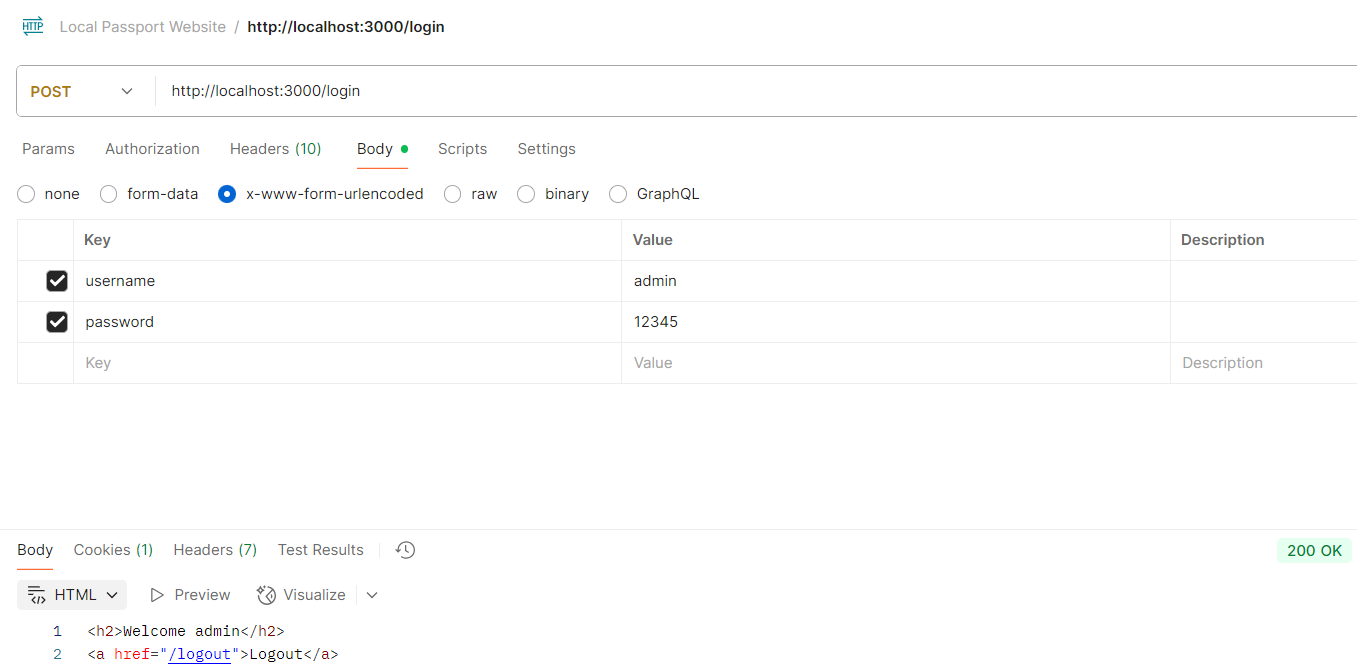 HTTP Local Passport Website / http://localhost:3000/login
POST http://localhost:3000/login
Params Authorization Headers (10) Body Scripts Settings
none form-data x-www-form-urlencoded raw binary GraphQL
Key Value Description
username admin
password 12345
Key Value Description
Body Cookies (1) Headers (7) Test Results 200 OK
HTML Preview Visualize
1 <h2>Welcome admin</h2>
2 <a href="/logout">Logout</a>